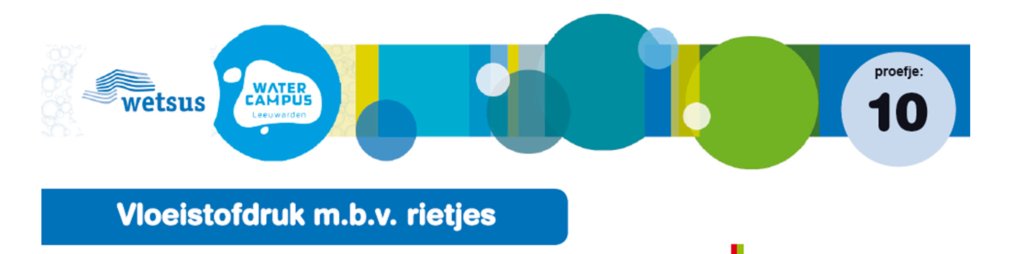 wetsus
WATER
CAMPUS
Leeuwarden
proefje:
10
Vloeistofdruk m.b.v. rietjes